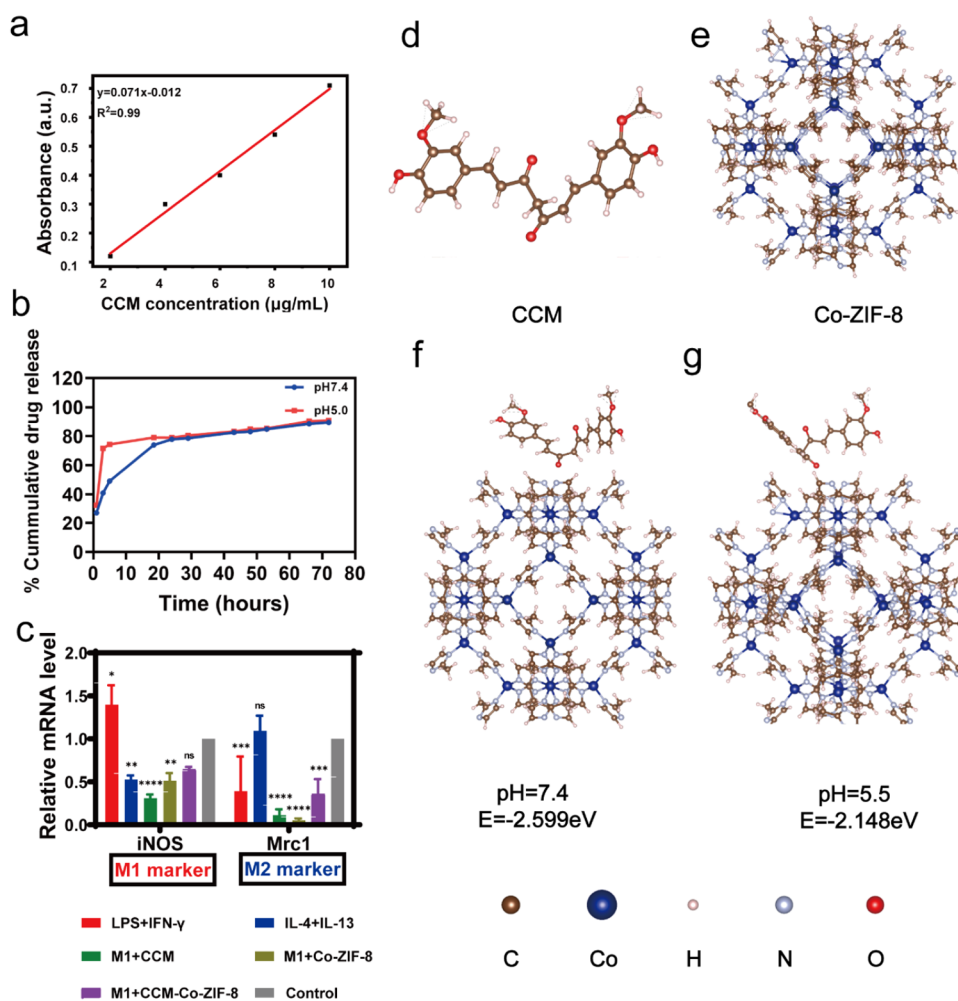 a
y=0.071x-0.012
R²=0.99
0.7
0.5
0.3
0.2
0.1
Absorbance (a.u.)
2 4 6 8 10
CCM concentration (μg/mL)
b
pH7.4
pH5.0
120
100
80
60
40
20
0
% Cummulative drug release
0 10 20 30 40 50 60 70 80
Time (hours)
c
2.0
1.5
1.0
0.5
0.0
Relative mRNA level
* ** **** ** ns
*** ns **** **** ***
iNOS Mrc1
M1 marker M2 marker
LPS+IFN-γ IL-4+IL-13
M1+CCM M1+Co-ZIF-8
M1+CCM-Co-ZIF-8 Control
d
CCM
e
Co-ZIF-8
f
pH=7.4
E=-2.599eV
g
pH=5.5
E=-2.148eV
C Co H N O